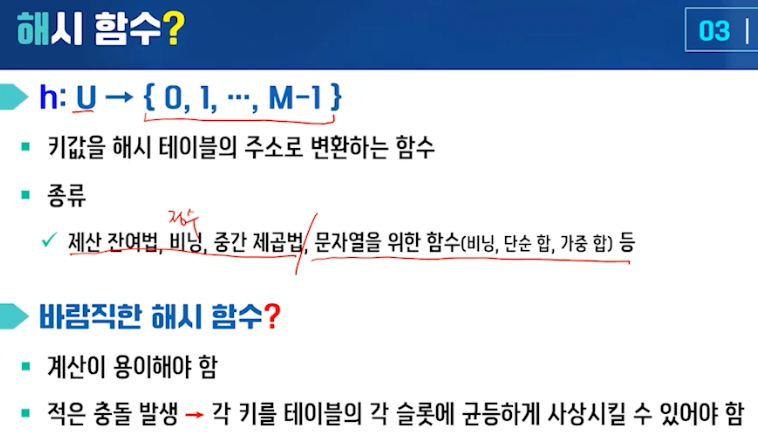 해시 함수?
03
h: U → { 0, 1, ⋯, M-1 }
키값을 해시 테이블의 주소로 변환하는 함수
종류
정수
제산 잔여법, 비닝, 중간 제곱법, 문자열을 위한 함수(비닝, 단순 합, 가중 합) 등
바람직한 해시 함수?
계산이 용이해야 함
적은 충돌 발생 → 각 키를 테이블의 각 슬롯에 균등하게 사상시킬 수 있어야 함